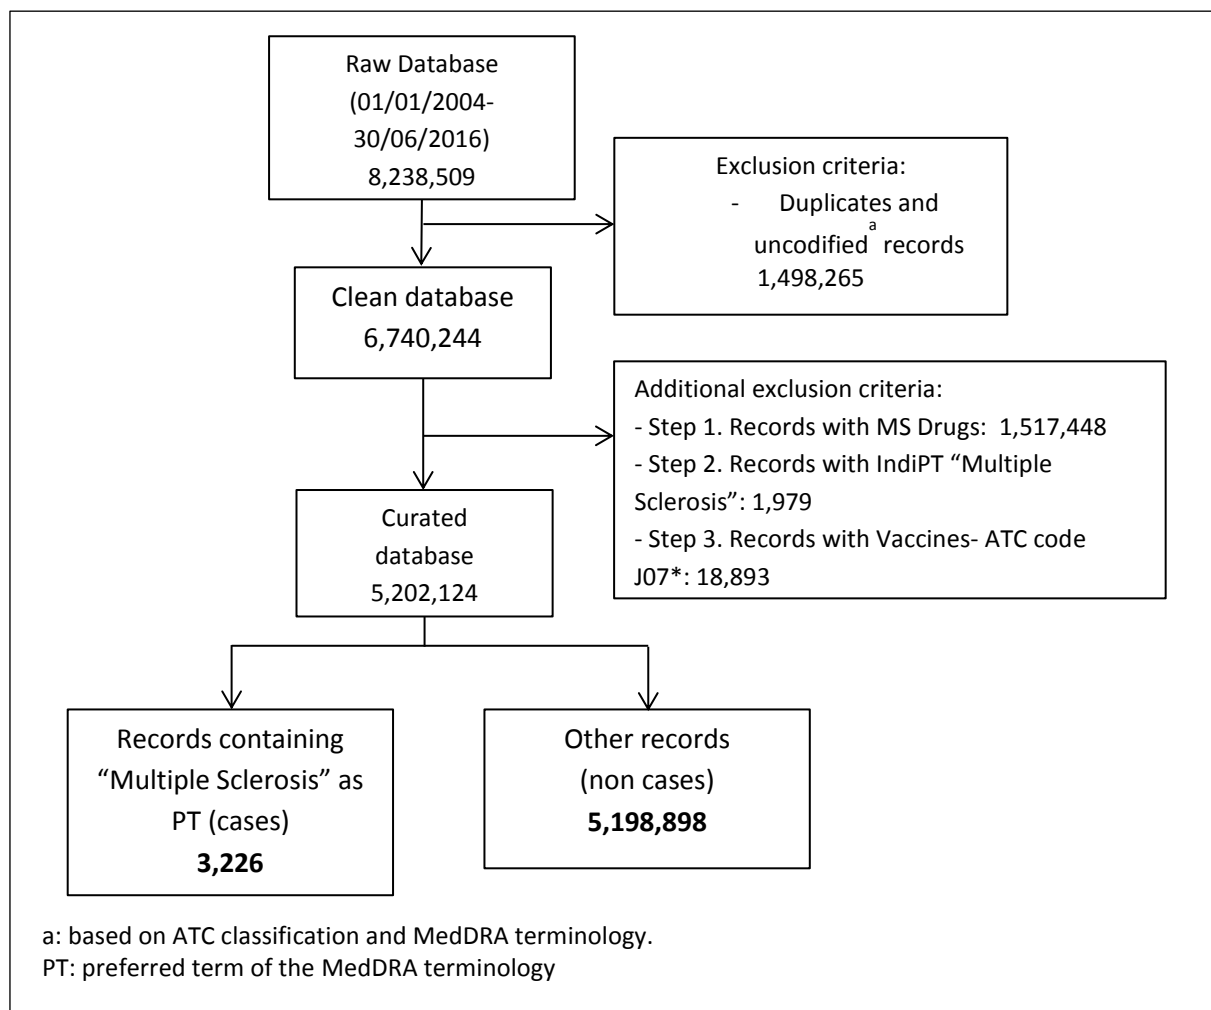 Raw Database
(01/01/2004-
30/06/2016)
8,238,509
Exclusion criteria:
- Duplicates and
uncodifiedᵃ records
1,498,265
Clean database
6,740,244
Additional exclusion criteria:
- Step 1. Records with MS Drugs: 1,517,448
- Step 2. Records with IndiPT “Multiple
Sclerosis”: 1,979
- Step 3. Records with Vaccines- ATC code
J07*: 18,893
Curated
database
5,202,124
Records containing
“Multiple Sclerosis” as
PT (cases)
3,226
Other records
(non cases)
5,198,898
a: based on ATC classification and MedDRA terminology.
PT: preferred term of the MedDRA terminology